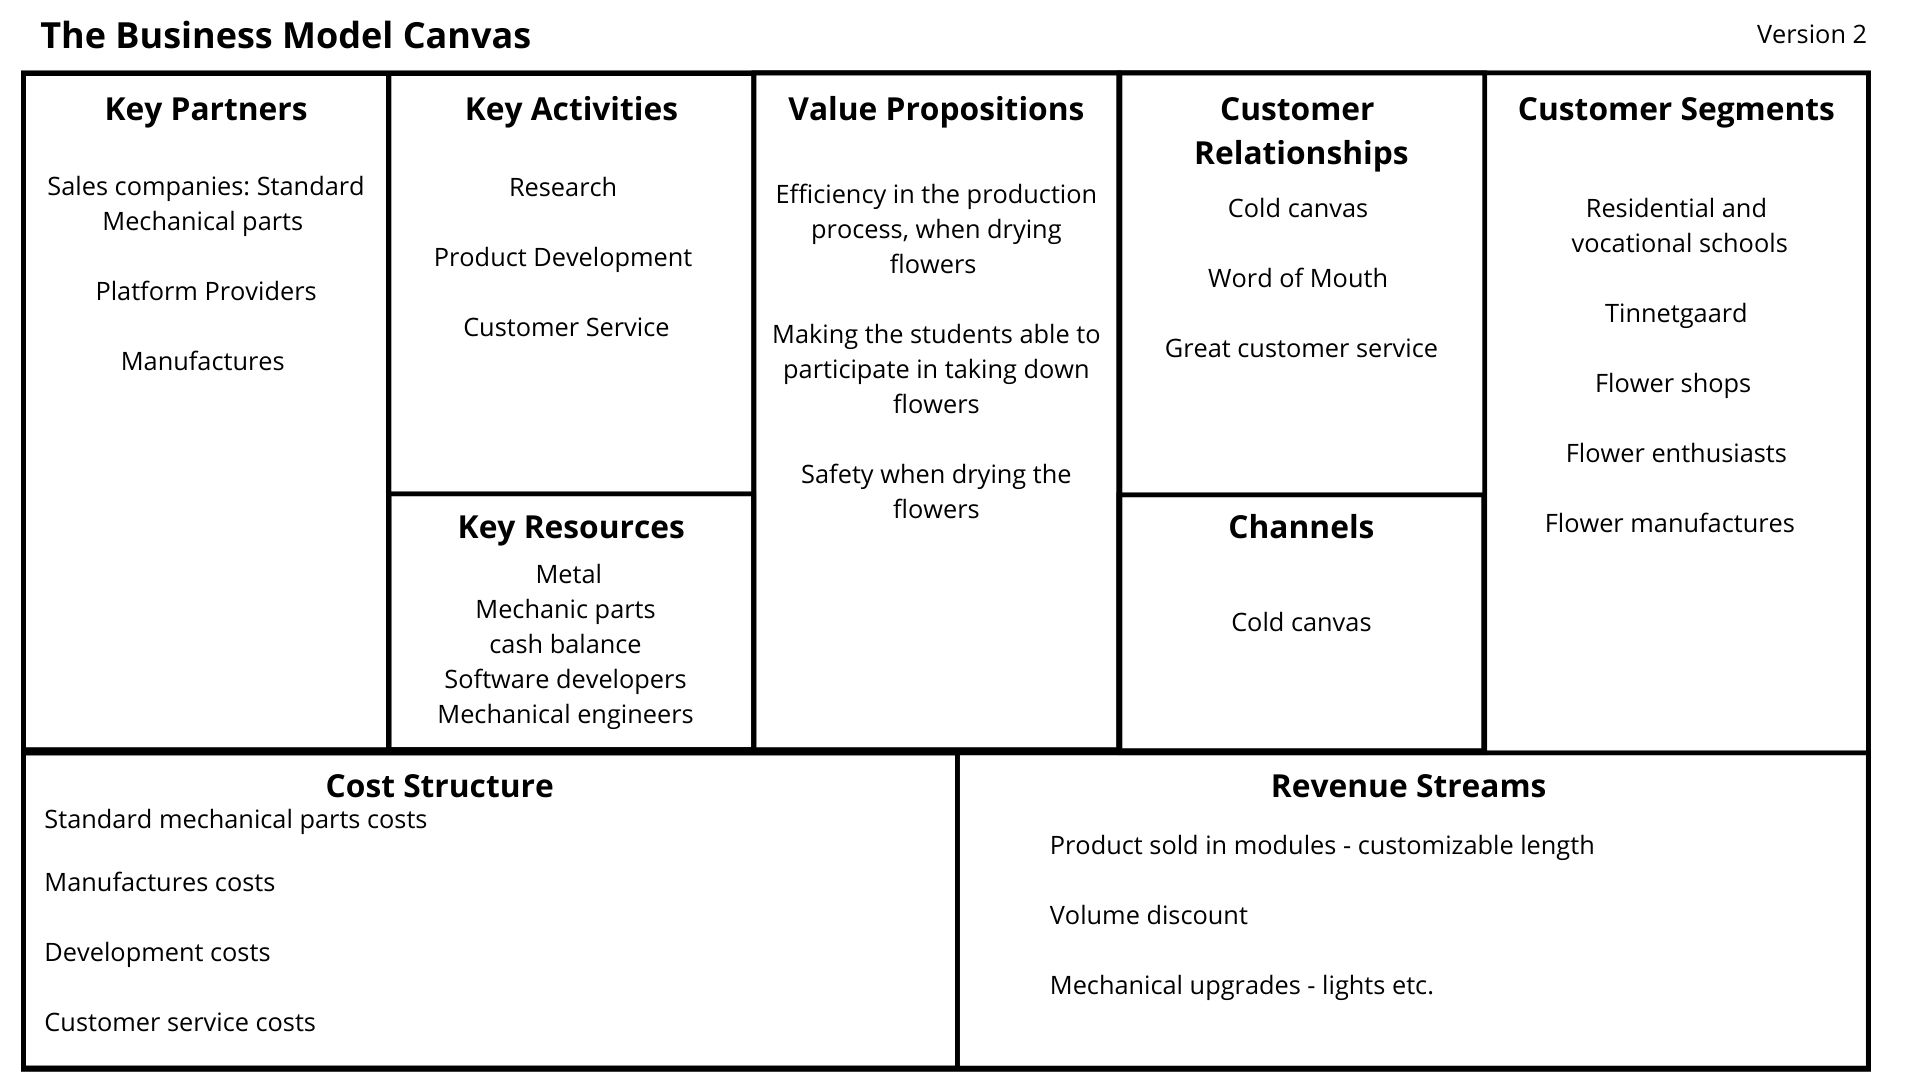 The Business Model Canvas
Version 2
Key Partners
Sales companies: Standard
Mechanical parts
Platform Providers
Manufactures
Key Activities
Research
Product Development
Customer Service
Key Resources
Metal
Mechanic parts
cash balance
Software developers
Mechanical engineers
Value Propositions
Efficiency in the production
process, when drying
flowers
Making the students able to
participate in taking down
flowers
Safety when drying the
flowers
Customer
Relationships
Cold canvas
Word of Mouth
Great customer service
Channels
Cold canvas
Customer Segments
Residential and
vocational schools
Tinnetgaard
Flower shops
Flower enthusiasts
Flower manufactures
Cost Structure
Standard mechanical parts costs
Manufactures costs
Development costs
Customer service costs
Revenue Streams
Product sold in modules - customizable length
Volume discount
Mechanical upgrades - lights etc.